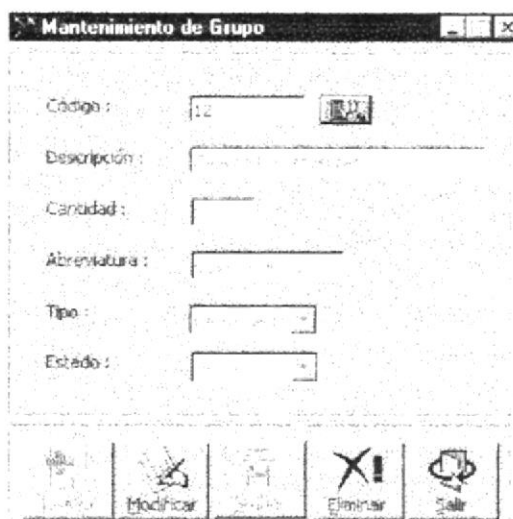 Mantenimiento de Grupo
Código :
12
Descripción :
Cantidad :
Abreviatura :
Tipo :
Estado :
Modificar
Eliminar
Salir